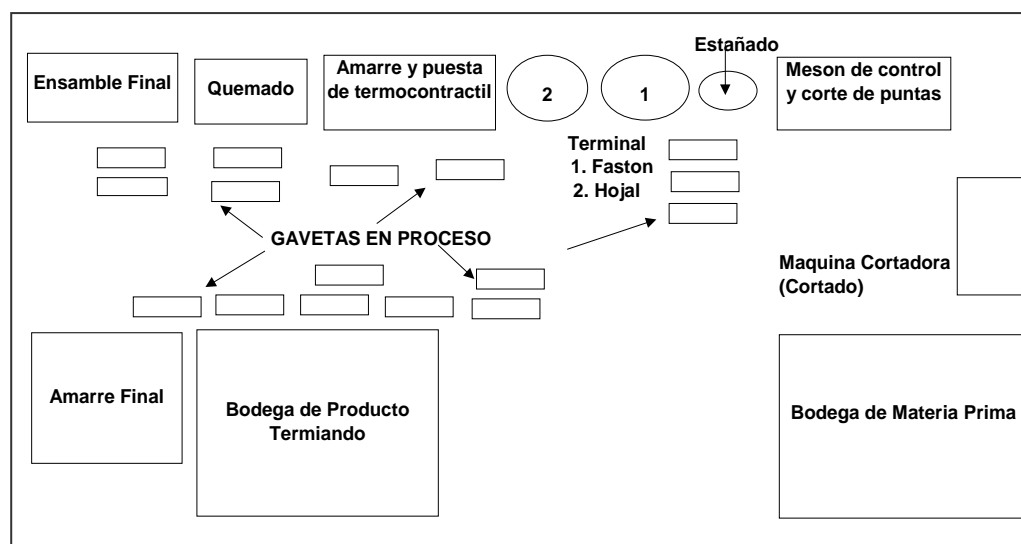 Estañado
Ensamble Final
Quemado
Amarre y puesta
de termocontractil
2
1
Meson de control
y corte de puntas
Terminal
1. Faston
2. Hojal
GAVETAS EN PROCESO
Maquina Cortadora
(Cortado)
Amarre Final
Bodega de Producto
Termiando
Bodega de Materia Prima